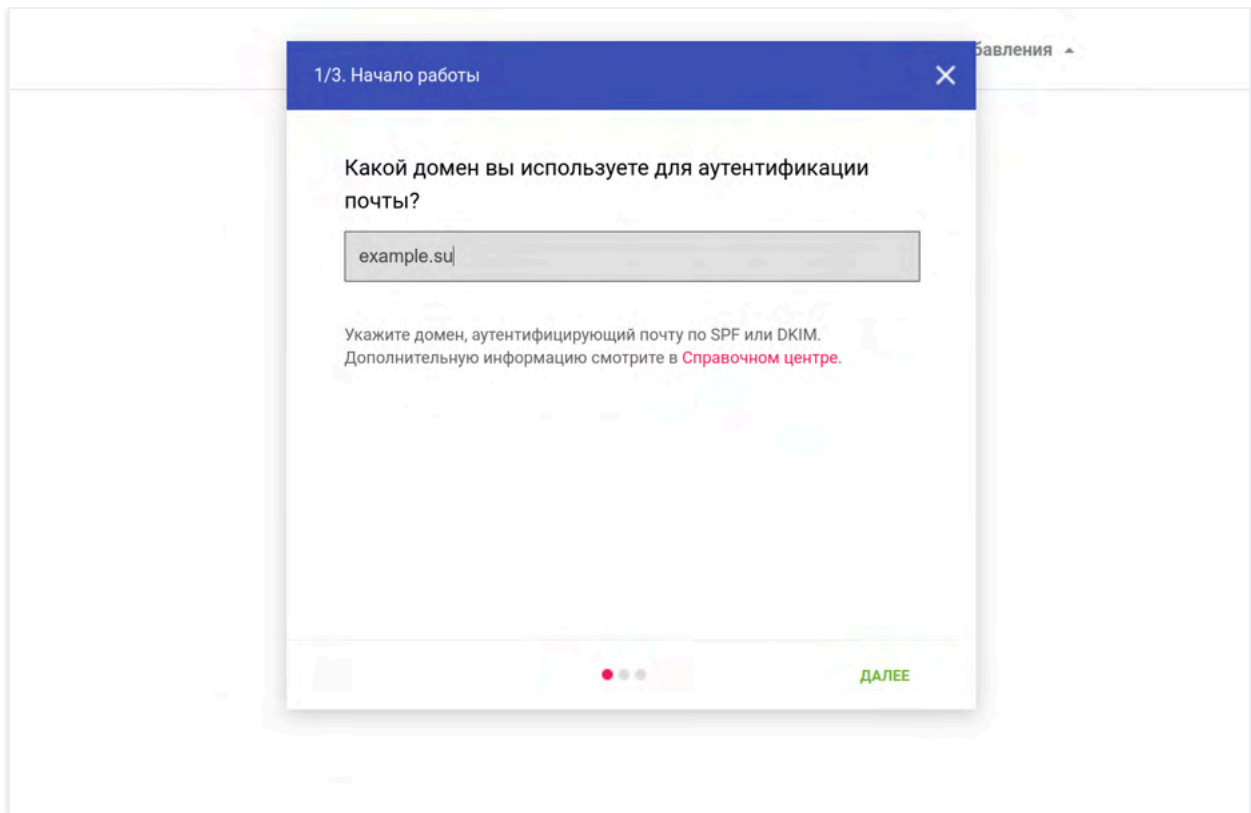 бавления
1/3. Начало работы
Какой домен вы используете для аутентификации
почты?
example.su
Укажите домен, аутентифицирующий почту по SPF или DKIM.
Дополнительную информацию смотрите в Справочном центре.
ДАЛЕЕ